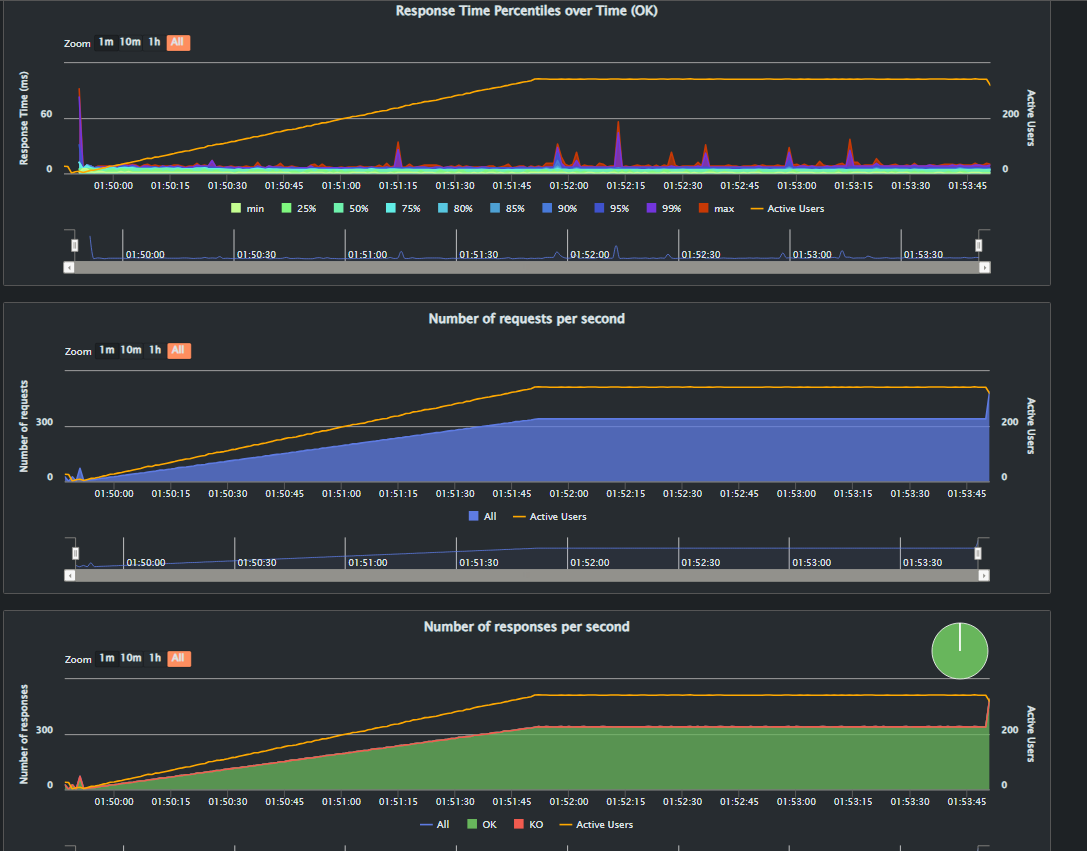 Response Time Percentiles over Time (OK)
Zoom 1m 10m 1h All
Response Time (ms)
60
0
Active Users
200
0
01:50:00 01:50:15 01:50:30 01:50:45 01:51:00 01:51:15 01:51:30 01:51:45 01:52:00 01:52:15 01:52:30 01:52:45 01:53:00 01:53:15 01:53:30 01:53:45
min 25% 50% 75% 80% 85% 90% 95% 99% max Active Users
01:50:00 01:50:30 01:51:00 01:51:30 01:52:00 01:52:30 01:53:00 01:53:30
Number of requests per second
Zoom 1m 10m 1h All
Number of requests
300
0
Active Users
200
0
01:50:00 01:50:15 01:50:30 01:50:45 01:51:00 01:51:15 01:51:30 01:51:45 01:52:00 01:52:15 01:52:30 01:52:45 01:53:00 01:53:15 01:53:30 01:53:45
All Active Users
01:50:00 01:50:30 01:51:00 01:51:30 01:52:00 01:52:30 01:53:00 01:53:30
Number of responses per second
Zoom 1m 10m 1h All
Number of responses
300
0
Active Users
200
0
01:50:00 01:50:15 01:50:30 01:50:45 01:51:00 01:51:15 01:51:30 01:51:45 01:52:00 01:52:15 01:52:30 01:52:45 01:53:00 01:53:15 01:53:30 01:53:45
All OK KO Active Users